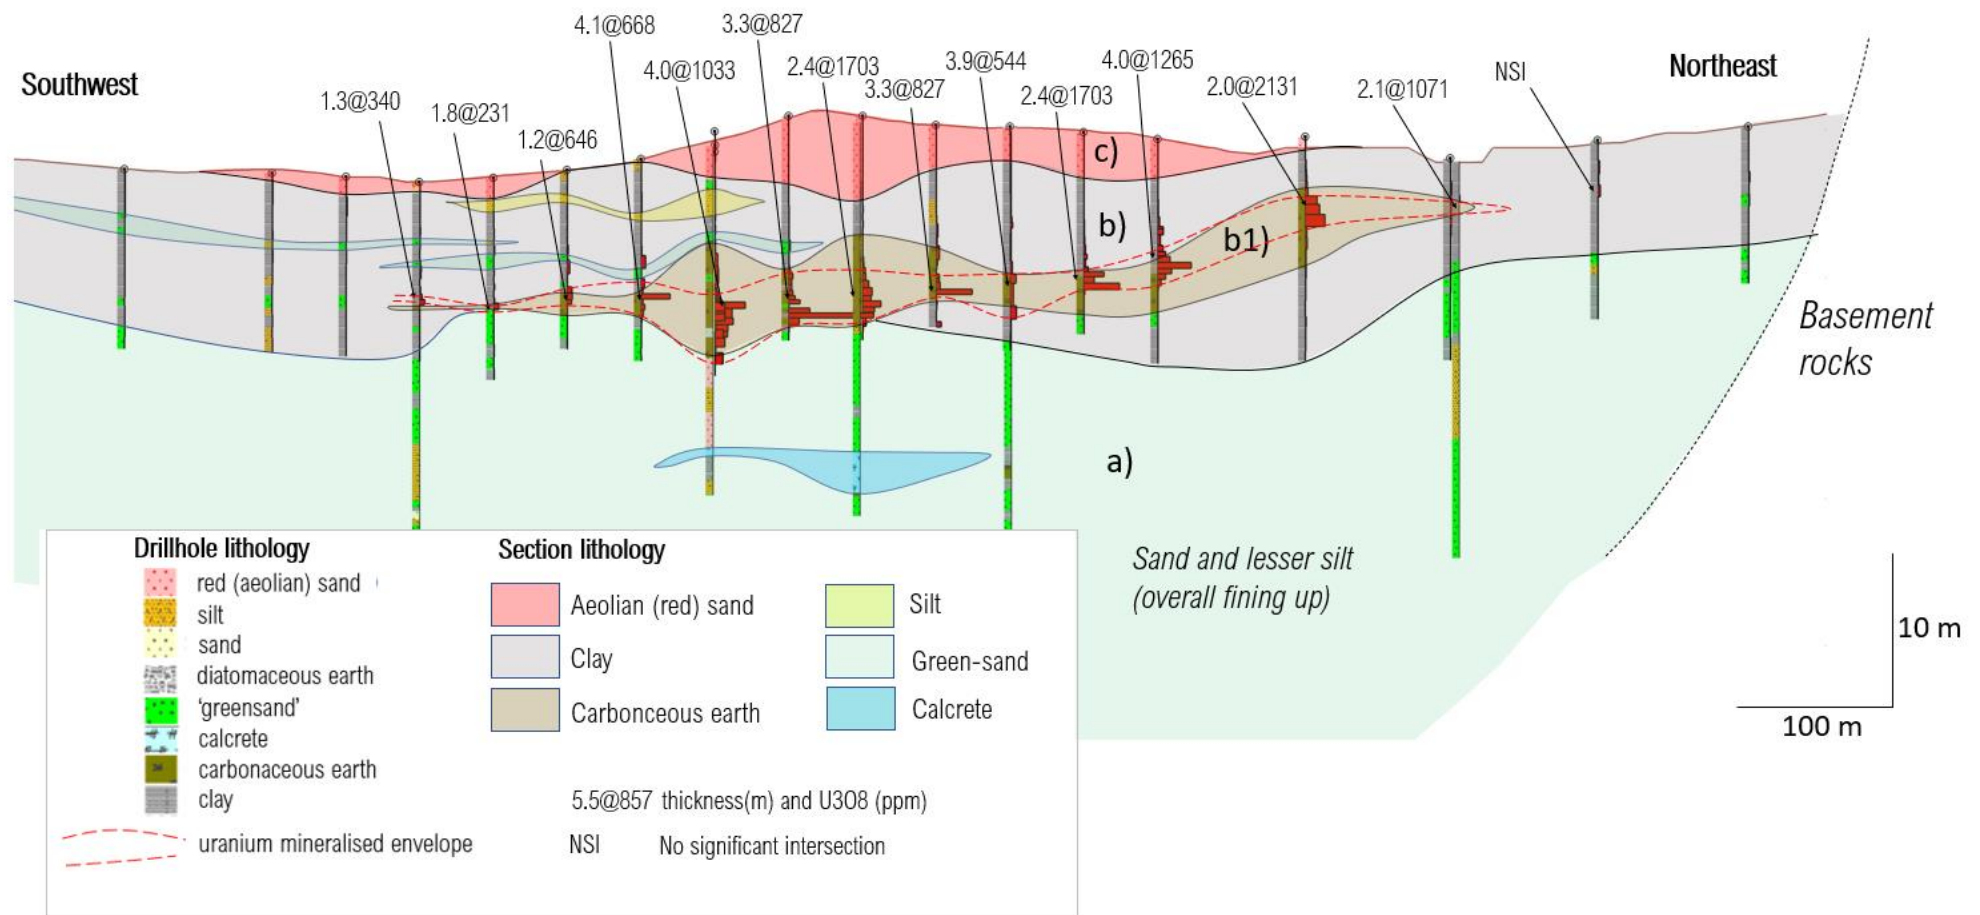 4.1@668
3.3@827
4.0@1033
2.4@1703
3.9@544
4.0@1265
Southwest
Northeast
3.3@827
2.4@1703
2.0@2131
2.1@1071
NSI
1.3@340
1.8@231
1.2@646
c)
b)
b1)
a)
Basement
rocks
Sand and lesser silt
(overall fining up)
10 m
100 m
Drillhole lithology
red (aeolian) sand
silt
sand
diatomaceous earth
'greensand'
calcrete
carbonaceous earth
clay
uranium mineralised envelope
Section lithology
Aeolian (red) sand
Clay
Carbonceous earth
Silt
Green-sand
Calcrete
5.5@857 thickness(m) and U3O8 (ppm)
NSI No significant intersection